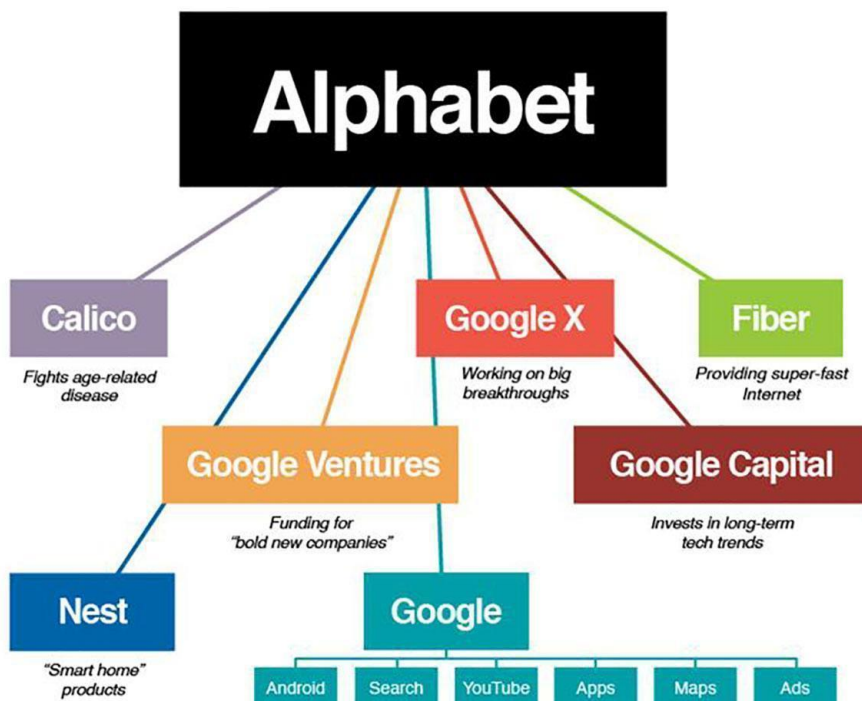 Alphabet
Calico
Fights age-related
disease
Google X
Working on big
breakthroughs
Fiber
Providing super-fast
Internet
Google Ventures
Funding for
“bold new companies”
Google Capital
Invests in long-term
tech trends
Nest
“Smart home”
products
Google
Android Search YouTube Apps Maps Ads